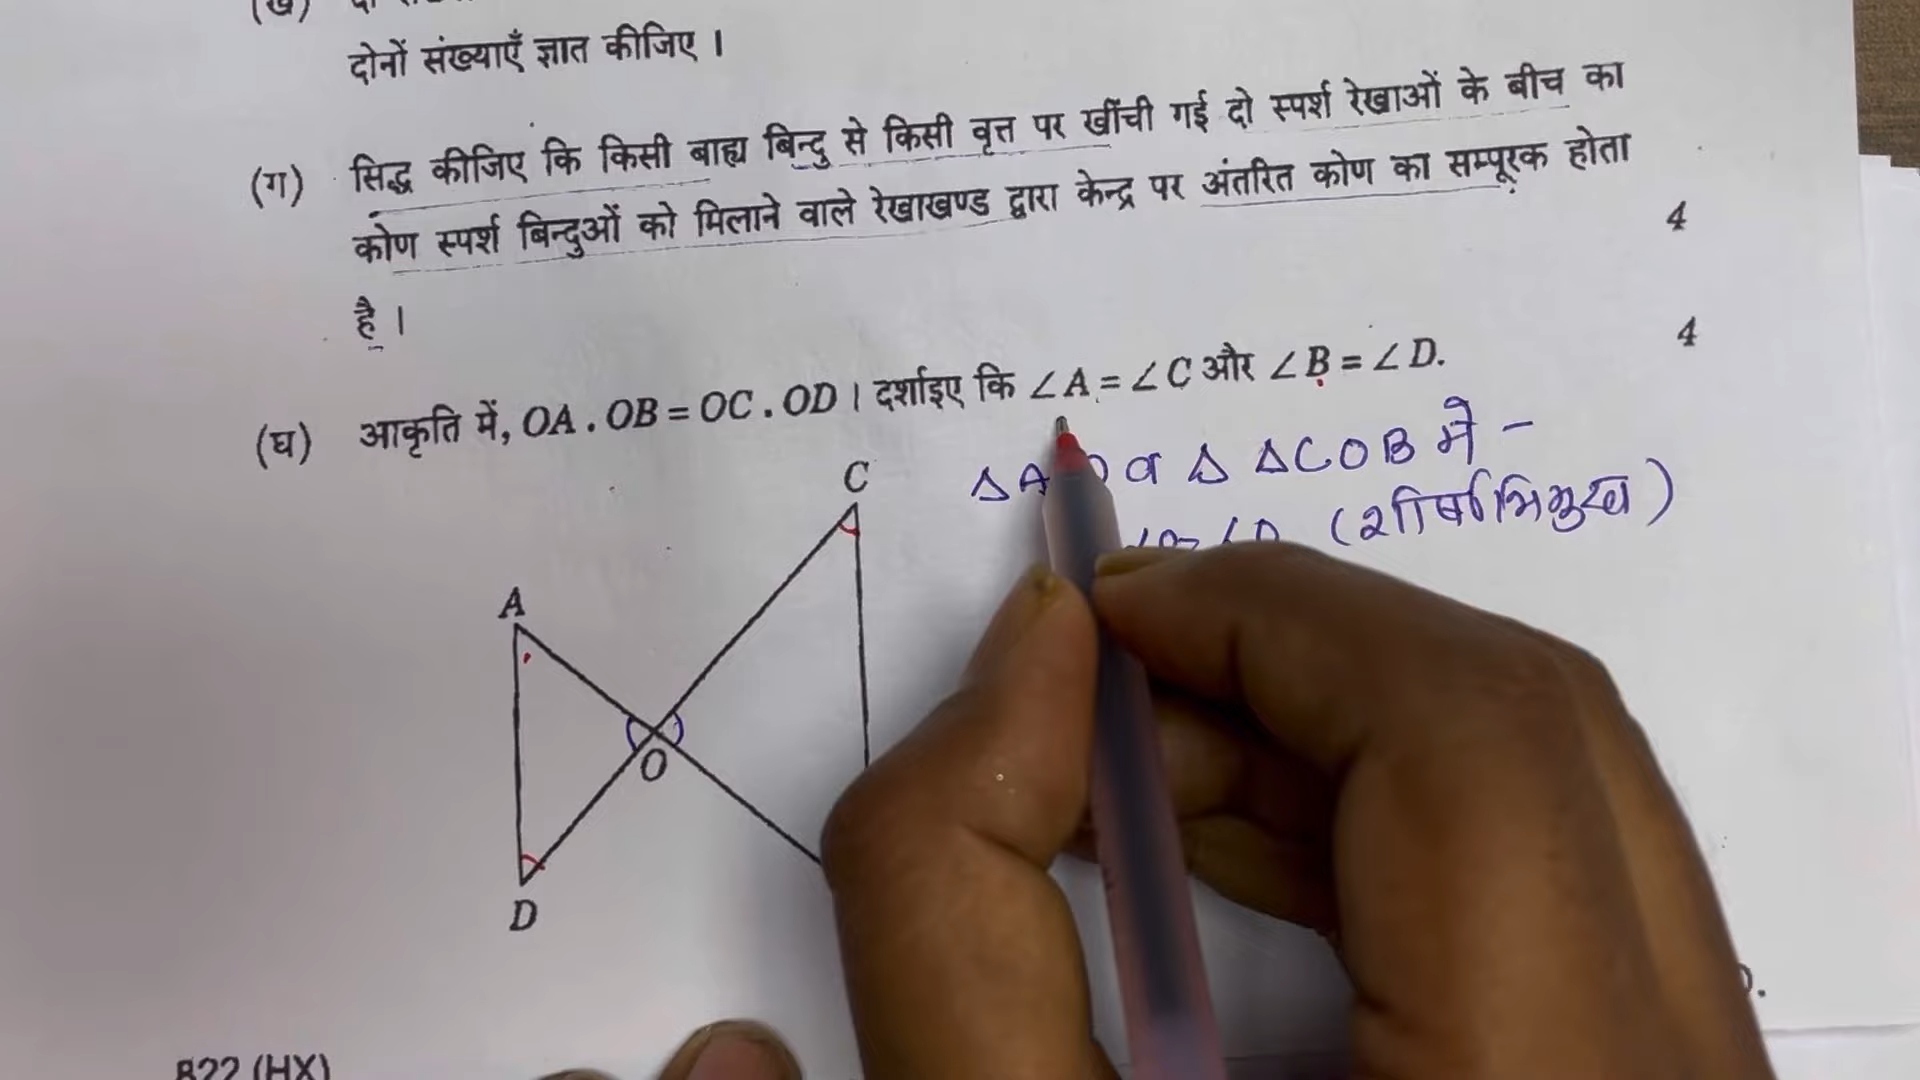 (ख)
दोनों संख्याएँ ज्ञात कीजिए ।
(ग) सिद्ध कीजिए कि किसी बाह्य बिन्दु से किसी वृत्त पर खींची गई दो स्पर्श रेखाओं के बीच का
कोण स्पर्श बिन्दुओं को मिलाने वाले रेखाखण्ड द्वारा केन्द्र पर अंतरित कोण का सम्पूरक होता
है । 4
(घ) आकृति में, OA . OB = OC . OD । दर्शाइए कि ∠A = ∠C और ∠B = ∠D. 4
Δ Δ ΔCOB में –
(शीर्षाभिमुख)
C
A
O
D
822 (HX)